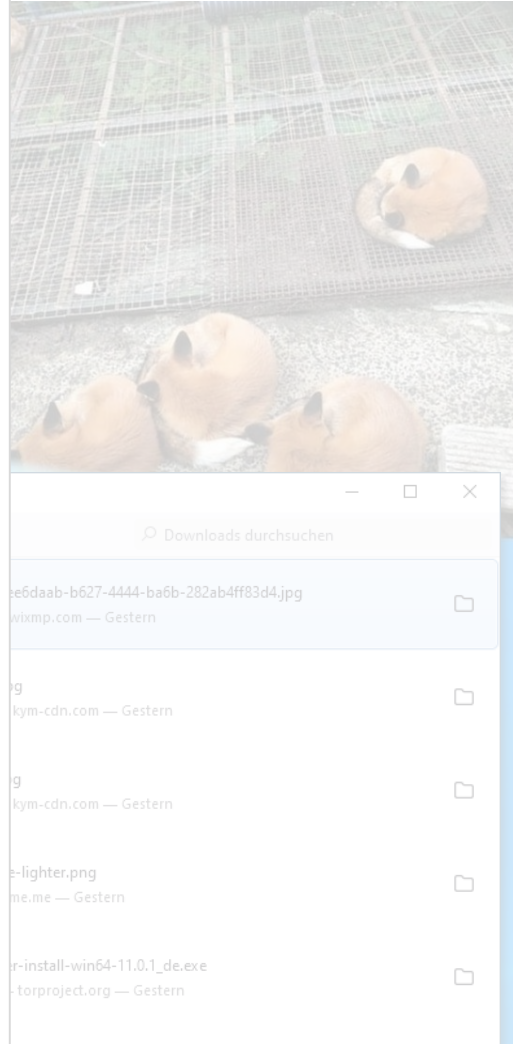 Downloads durchsuchen
ee6daab-b627-4444-ba6b-282ab4ff83d4.jpg
wixmp.com — Gestern
g
kym-cdn.com — Gestern
g
kym-cdn.com — Gestern
e-lighter.png
me.me — Gestern
r-install-win64-11.0.1_de.exe
- torproject.org — Gestern